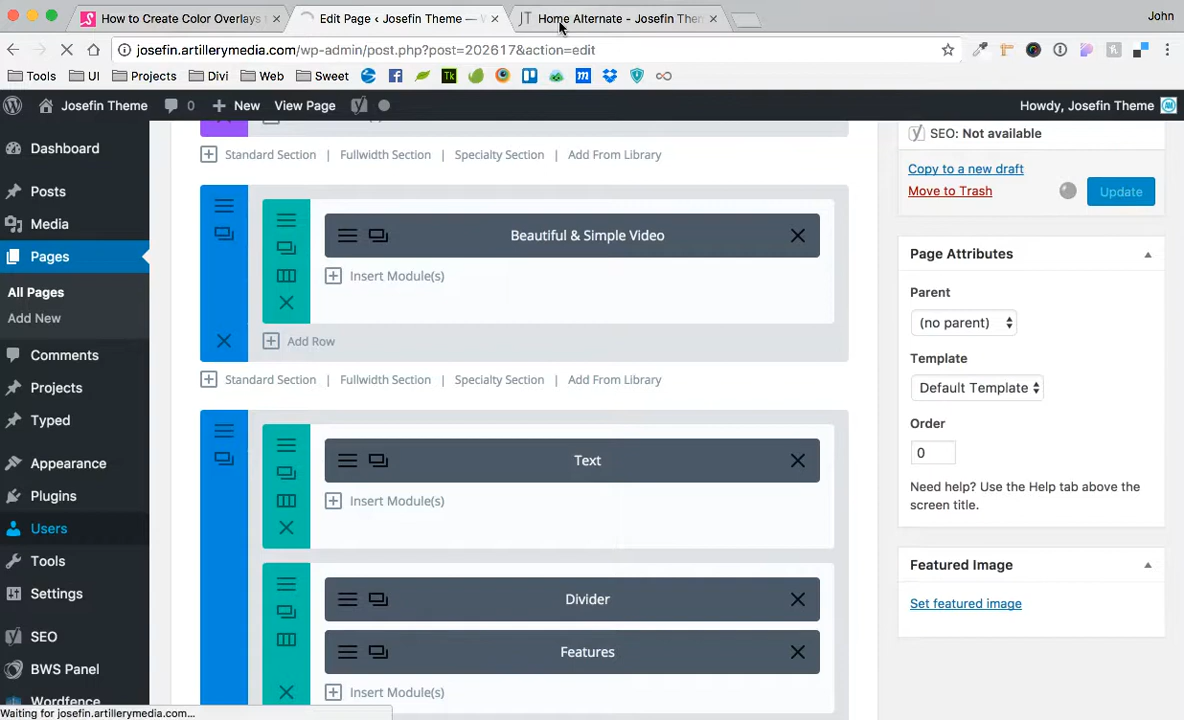 How to Create Color Overlays
Edit Page ‹ Josefin Theme —
Home Alternate - Josefin The
John
josefin.artillerymedia.com/wp-admin/post.php?post=202617&action=edit
Tools UI Projects Divi Web Sweet
Josefin Theme 0 New View Page Howdy, Josefin Theme
Dashboard
Posts
Media
Pages
All Pages
Add New
Comments
Projects
Typed
Appearance
Plugins
Users
Tools
Settings
SEO
BWS Panel
Wordfence
Standard Section | Fullwidth Section | Specialty Section | Add From Library
Beautiful & Simple Video
Insert Module(s)
Add Row
Standard Section | Fullwidth Section | Specialty Section | Add From Library
Text
Insert Module(s)
Divider
Features
Insert Module(s)
SEO: Not available
Copy to a new draft
Move to Trash
Update
Page Attributes
Parent
(no parent)
Template
Default Template
Order
0
Need help? Use the Help tab above the
screen title.
Featured Image
Set featured image
Waiting for josefin.artillerymedia.com...